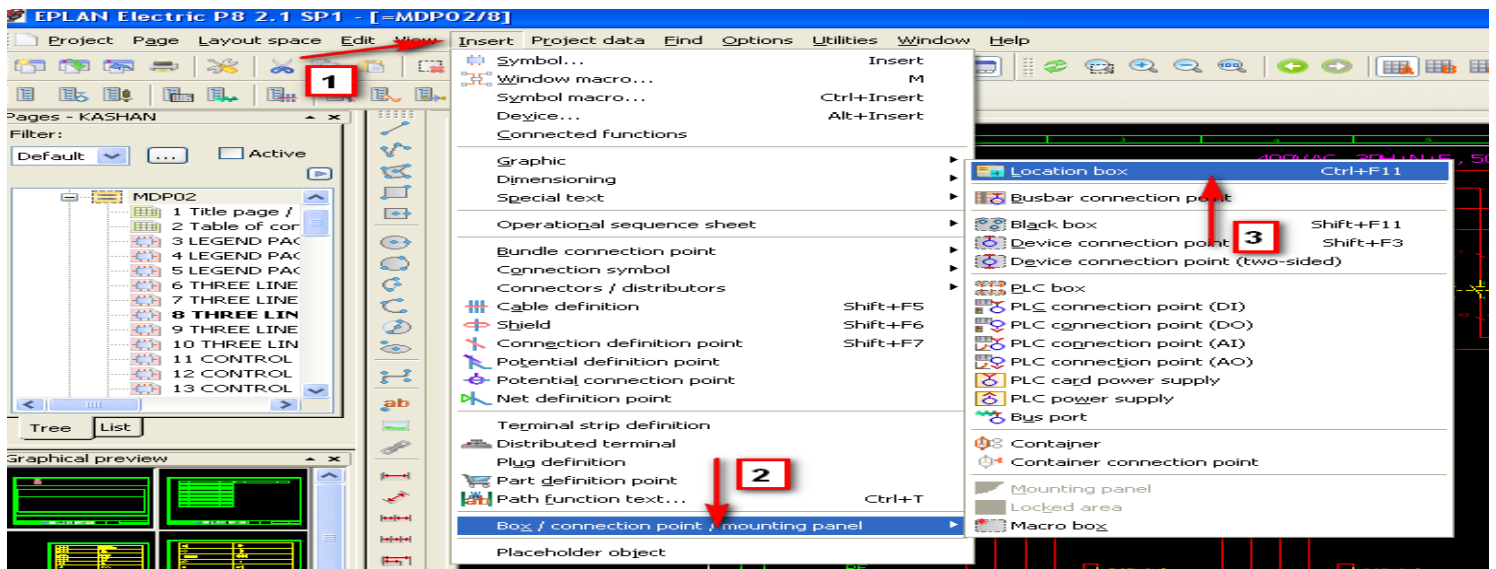 EPLAN Electric P8 2.1 SP1 - [=MDP02/8]
Project Page Layout space Edit View Insert Project data Find Options Utilities Window Help
1
Pages - KASHAN
Filter:
Default ... Active
MDP02
1 Title page /
2 Table of cor
3 LEGEND PAG
4 LEGEND PAG
5 LEGEND PAG
6 THREE LINE
7 THREE LINE
8 THREE LIN
9 THREE LINE
10 THREE LIN
11 CONTROL
12 CONTROL
13 CONTROL
Tree List
Graphical preview
ab
Symbol... Insert
Window macro... M
Symbol macro... Ctrl+Insert
Device... Alt+Insert
Connected functions
Graphic
Dimensioning
Special text
Operational sequence sheet
Bundle connection point
Connection symbol
Connectors / distributors
Cable definition Shift+F5
Shield Shift+F6
Connection definition point Shift+F7
Potential definition point
Potential connection point
Net definition point
Terminal strip definition
Distributed terminal
Plug definition
Part definition point
2
Path function text... Ctrl+T
Box / connection point / mounting panel
Placeholder object
3 4 5
Location box Ctrl+F11
Busbar connection point
Black box Shift+F11
Device connection point Shift+F3
3
Device connection point (two-sided)
PLC box
PLC connection point (DI)
PLC connection point (DO)
PLC connection point (AI)
PLC connection point (AO)
PLC card power supply
PLC power supply
Bus port
Container
Container connection point
Mounting panel
Locked area
Macro box
PE